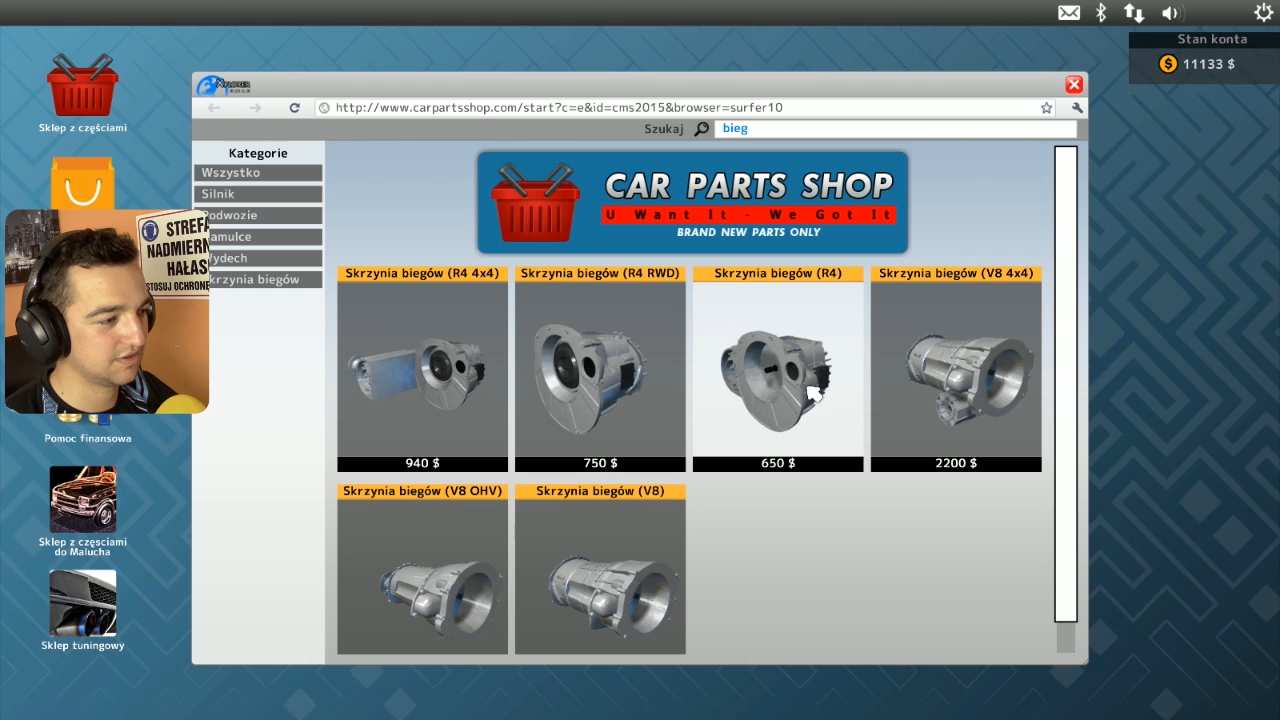 Stan konta
11133 $
Sklep z częściami
XPLORER
http://www.carpartsshop.com/start?c=e&id=cms2015&browser=surfer10
Szukaj
bieg
Kategorie
Wszystko
Silnik
odwozie
amulce
Wydech
krzynia biegów
CAR PARTS SHOP
U Want It - We Got It
BRAND NEW PARTS ONLY
STREFA
NADMIERN
HAŁAS
STOSUJ OCHRONE
Skrzynia biegów (R4 4x4)
Skrzynia biegów (R4 RWD)
Skrzynia biegów (R4)
Skrzynia biegów (V8 4x4)
940 $
750 $
650 $
2200 $
Skrzynia biegów (V8 OHV)
Skrzynia biegów (V8)
Pomoc finansowa
Sklep z częsciami
do Malucha
Sklep tuningowy